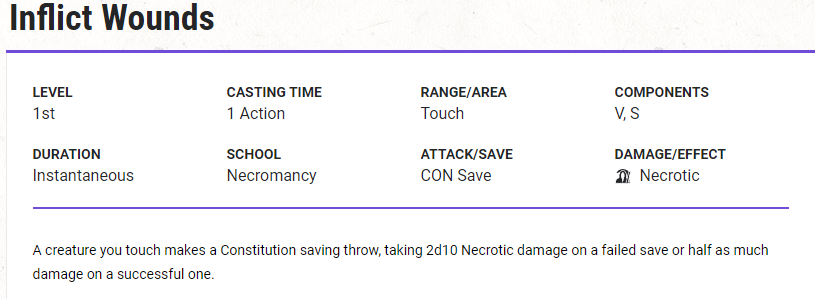 Inflict Wounds
LEVEL CASTING TIME RANGE/AREA COMPONENTS
1st 1 Action Touch V, S
DURATION SCHOOL ATTACK/SAVE DAMAGE/EFFECT
Instantaneous Necromancy CON Save Necrotic
A creature you touch makes a Constitution saving throw, taking 2d10 Necrotic damage on a failed save or half as much
damage on a successful one.